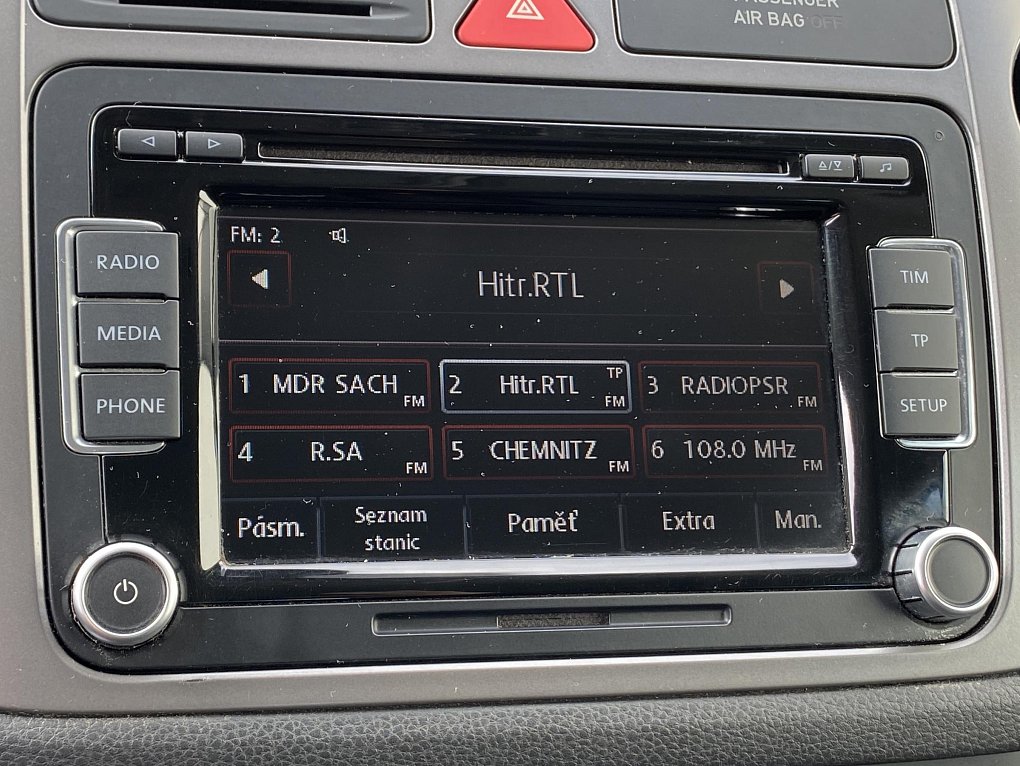 PASSENGER
AIR BAG OFF
RADIO
MEDIA
PHONE
TIM
TP
SETUP
FM: 2
Hitr.RTL
1 MDR SACH FM
2 Hitr.RTL TP FM
3 RADIOPSR FM
4 R.SA FM
5 CHEMNITZ FM
6 108.0 MHz FM
Pásm.
Seznam
stanic
Paměť
Extra
Man.